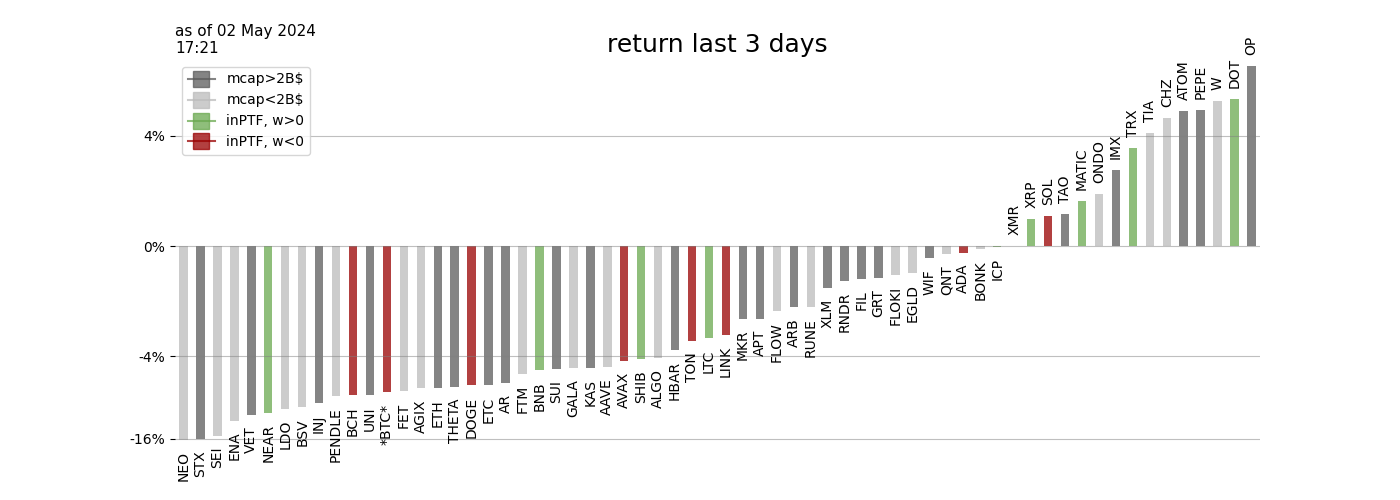 as of 02 May 2024
17:21
return last 3 days
mcap>2B$
mcap<2B$
inPTF, w>0
inPTF, w<0
4%
0%
-4%
-16%
NEO
STX
SEI
ENA
VET
NEAR
LDO
BSV
INJ
PENDLE
BCH
UNI
*BTC*
FET
AGIX
ETH
THETA
DOGE
ETC
AR
FTM
BNB
SUI
GALA
KAS
AAVE
AVAX
SHIB
ALGO
HBAR
TON
LTC
LINK
MKR
APT
FLOW
ARB
RUNE
XLM
RNDR
FIL
GRT
FLOKI
EGLD
WIF
QNT
ADA
BONK
ICP
XMR
XRP
SOL
TAO
MATIC
ONDO
IMX
TRX
TIA
CHZ
ATOM
PEPE
W
DOT
OP